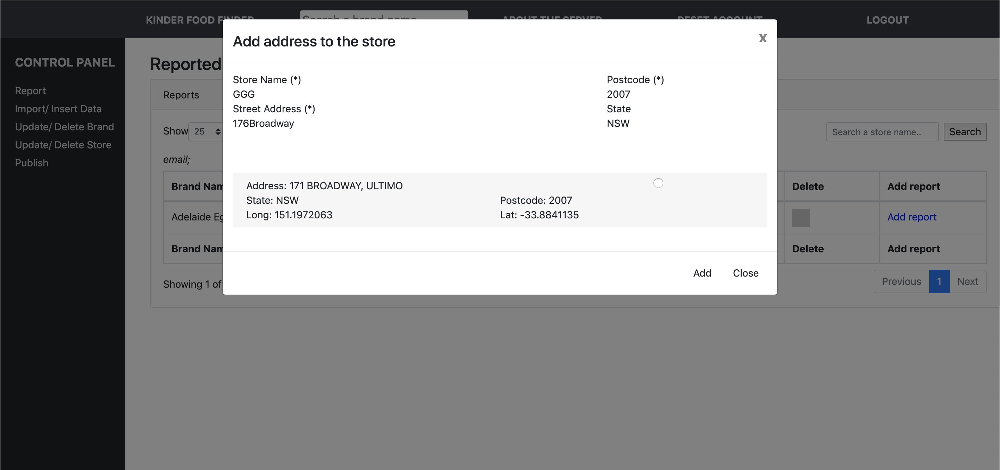 KINDER FOOD FINDER
Search a brand name
ABOUT THE SERVER
RESET ACCOUNT
LOGOUT
CONTROL PANEL
Report
Import/ Insert Data
Update/ Delete Brand
Update/ Delete Store
Publish
Reported
Reports
Show 25
Search a store name..
Search
email;
Brand Nam
Delete
Add report
Adelaide Eg
Add report
Brand Nam
Delete
Add report
Showing 1 of
Previous 1 Next
Add address to the store
X
Store Name (*)
Postcode (*)
GGG
2007
Street Address (*)
State
176Broadway
NSW
Address: 171 BROADWAY, ULTIMO
State: NSW
Postcode: 2007
Long: 151.1972063
Lat: -33.8841135
Add
Close